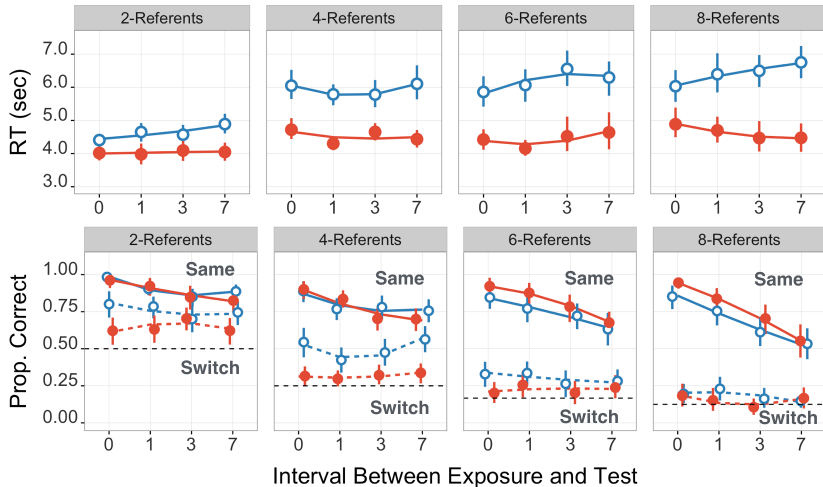 2-Referents 4-Referents 6-Referents 8-Referents
RT (sec)
7.0
6.0
5.0
4.0
3.0
0 1 3 7 0 1 3 7 0 1 3 7 0 1 3 7
2-Referents 4-Referents 6-Referents 8-Referents
Prop. Correct
1.00
0.75
0.50
0.25
0.00
Same Same Same Same
Switch Switch Switch Switch
0 1 3 7 0 1 3 7 0 1 3 7 0 1 3 7
Interval Between Exposure and Test